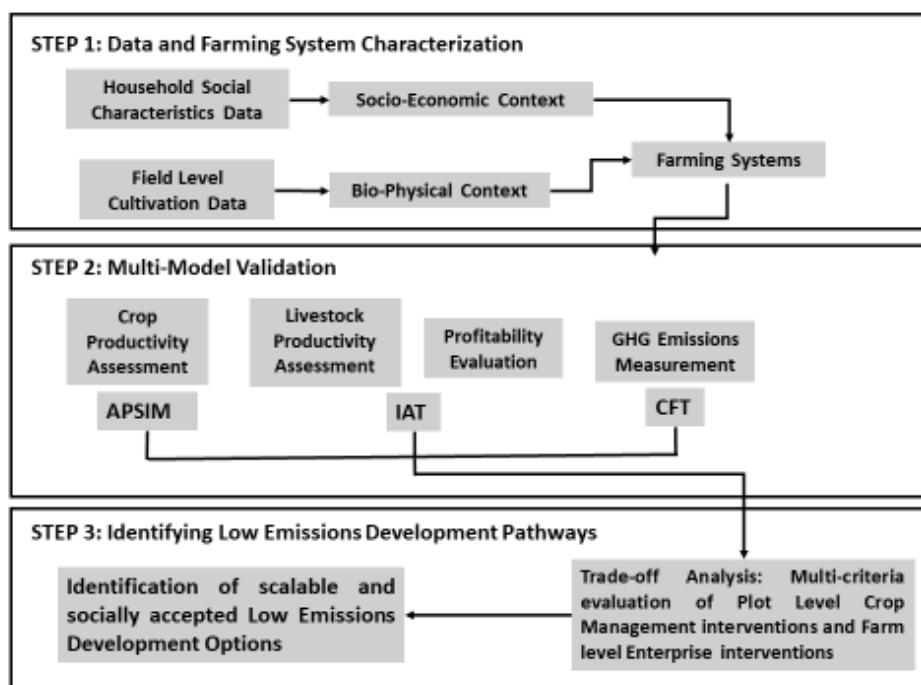 STEP 1: Data and Farming System Characterization
Household Social
Characteristics Data
Socio-Economic Context
Farming Systems
Field Level
Cultivation Data
Bio-Physical Context
STEP 2: Multi-Model Validation
Crop
Productivity
Assessment
Livestock
Productivity
Assessment
Profitability
Evaluation
GHG Emissions
Measurement
APSIM
IAT
CFT
STEP 3: Identifying Low Emissions Development Pathways
Identification of scalable and
socially accepted Low Emissions
Development Options
Trade-off Analysis: Multi-criteria
evaluation of Plot Level Crop
Management interventions and Farm
level Enterprise interventions